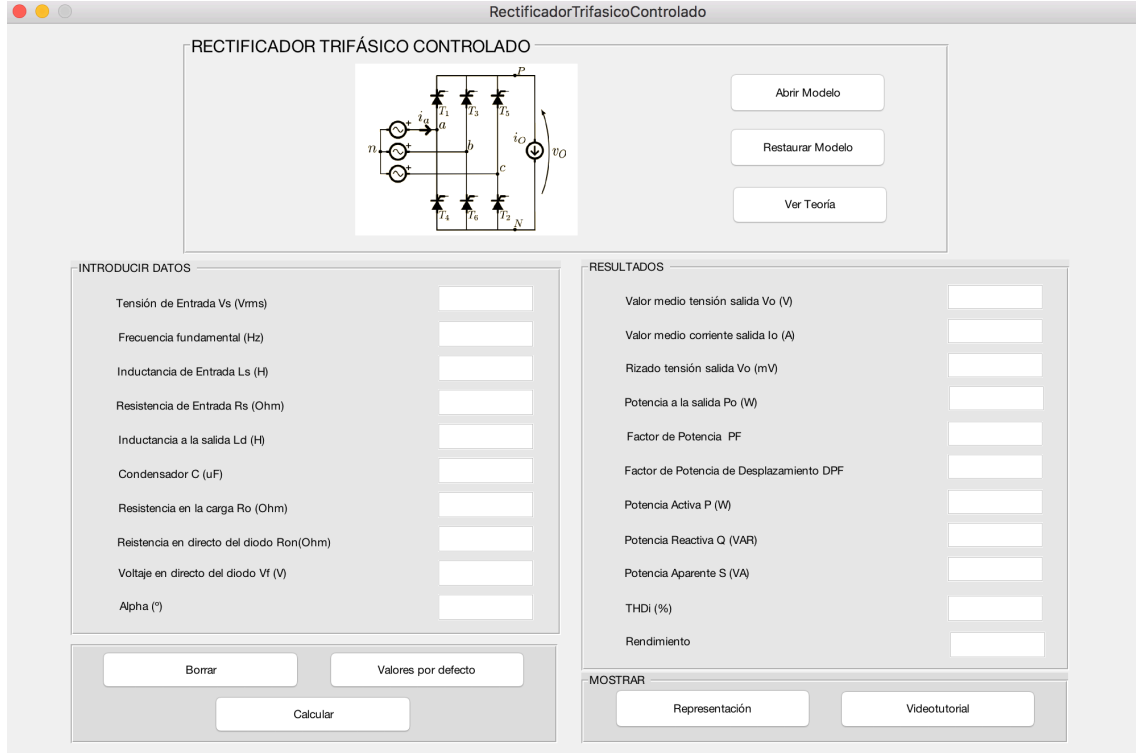 RectificadorTrifasicoControlado
RECTIFICADOR TRIFÁSICO CONTROLADO
P
T1 T3 T5
ia
a
n
b
c
iO
vO
T4 T6 T2
N
Abrir Modelo
Restaurar Modelo
Ver Teoría
INTRODUCIR DATOS
Tensión de Entrada Vs (Vrms)
Frecuencia fundamental (Hz)
Inductancia de Entrada Ls (H)
Resistencia de Entrada Rs (Ohm)
Inductancia a la salida Ld (H)
Condensador C (uF)
Resistencia en la carga Ro (Ohm)
Reistencia en directo del diodo Ron(Ohm)
Voltaje en directo del diodo Vf (V)
Alpha (º)
Borrar
Valores por defecto
Calcular
RESULTADOS
Valor medio tensión salida Vo (V)
Valor medio corriente salida Io (A)
Rizado tensión salida Vo (mV)
Potencia a la salida Po (W)
Factor de Potencia PF
Factor de Potencia de Desplazamiento DPF
Potencia Activa P (W)
Potencia Reactiva Q (VAR)
Potencia Aparente S (VA)
THDi (%)
Rendimiento
MOSTRAR
Representación
Videotutorial